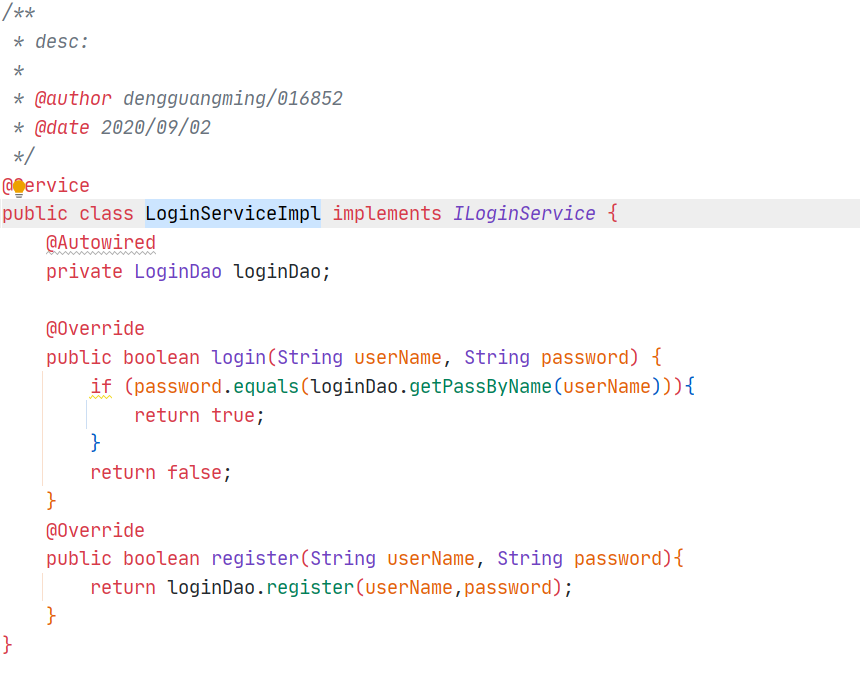 /**
 * desc:
 *
 * @author dengguangming/016852
 * @date 2020/09/02
 */
@Service
public class LoginServiceImpl implements ILoginService {
    @Autowired
    private LoginDao loginDao;

    @Override
    public boolean login(String userName, String password) {
        if (password.equals(loginDao.getPassByName(userName))){
            return true;
        }
        return false;
    }
    @Override
    public boolean register(String userName, String password){
        return loginDao.register(userName,password);
    }
}